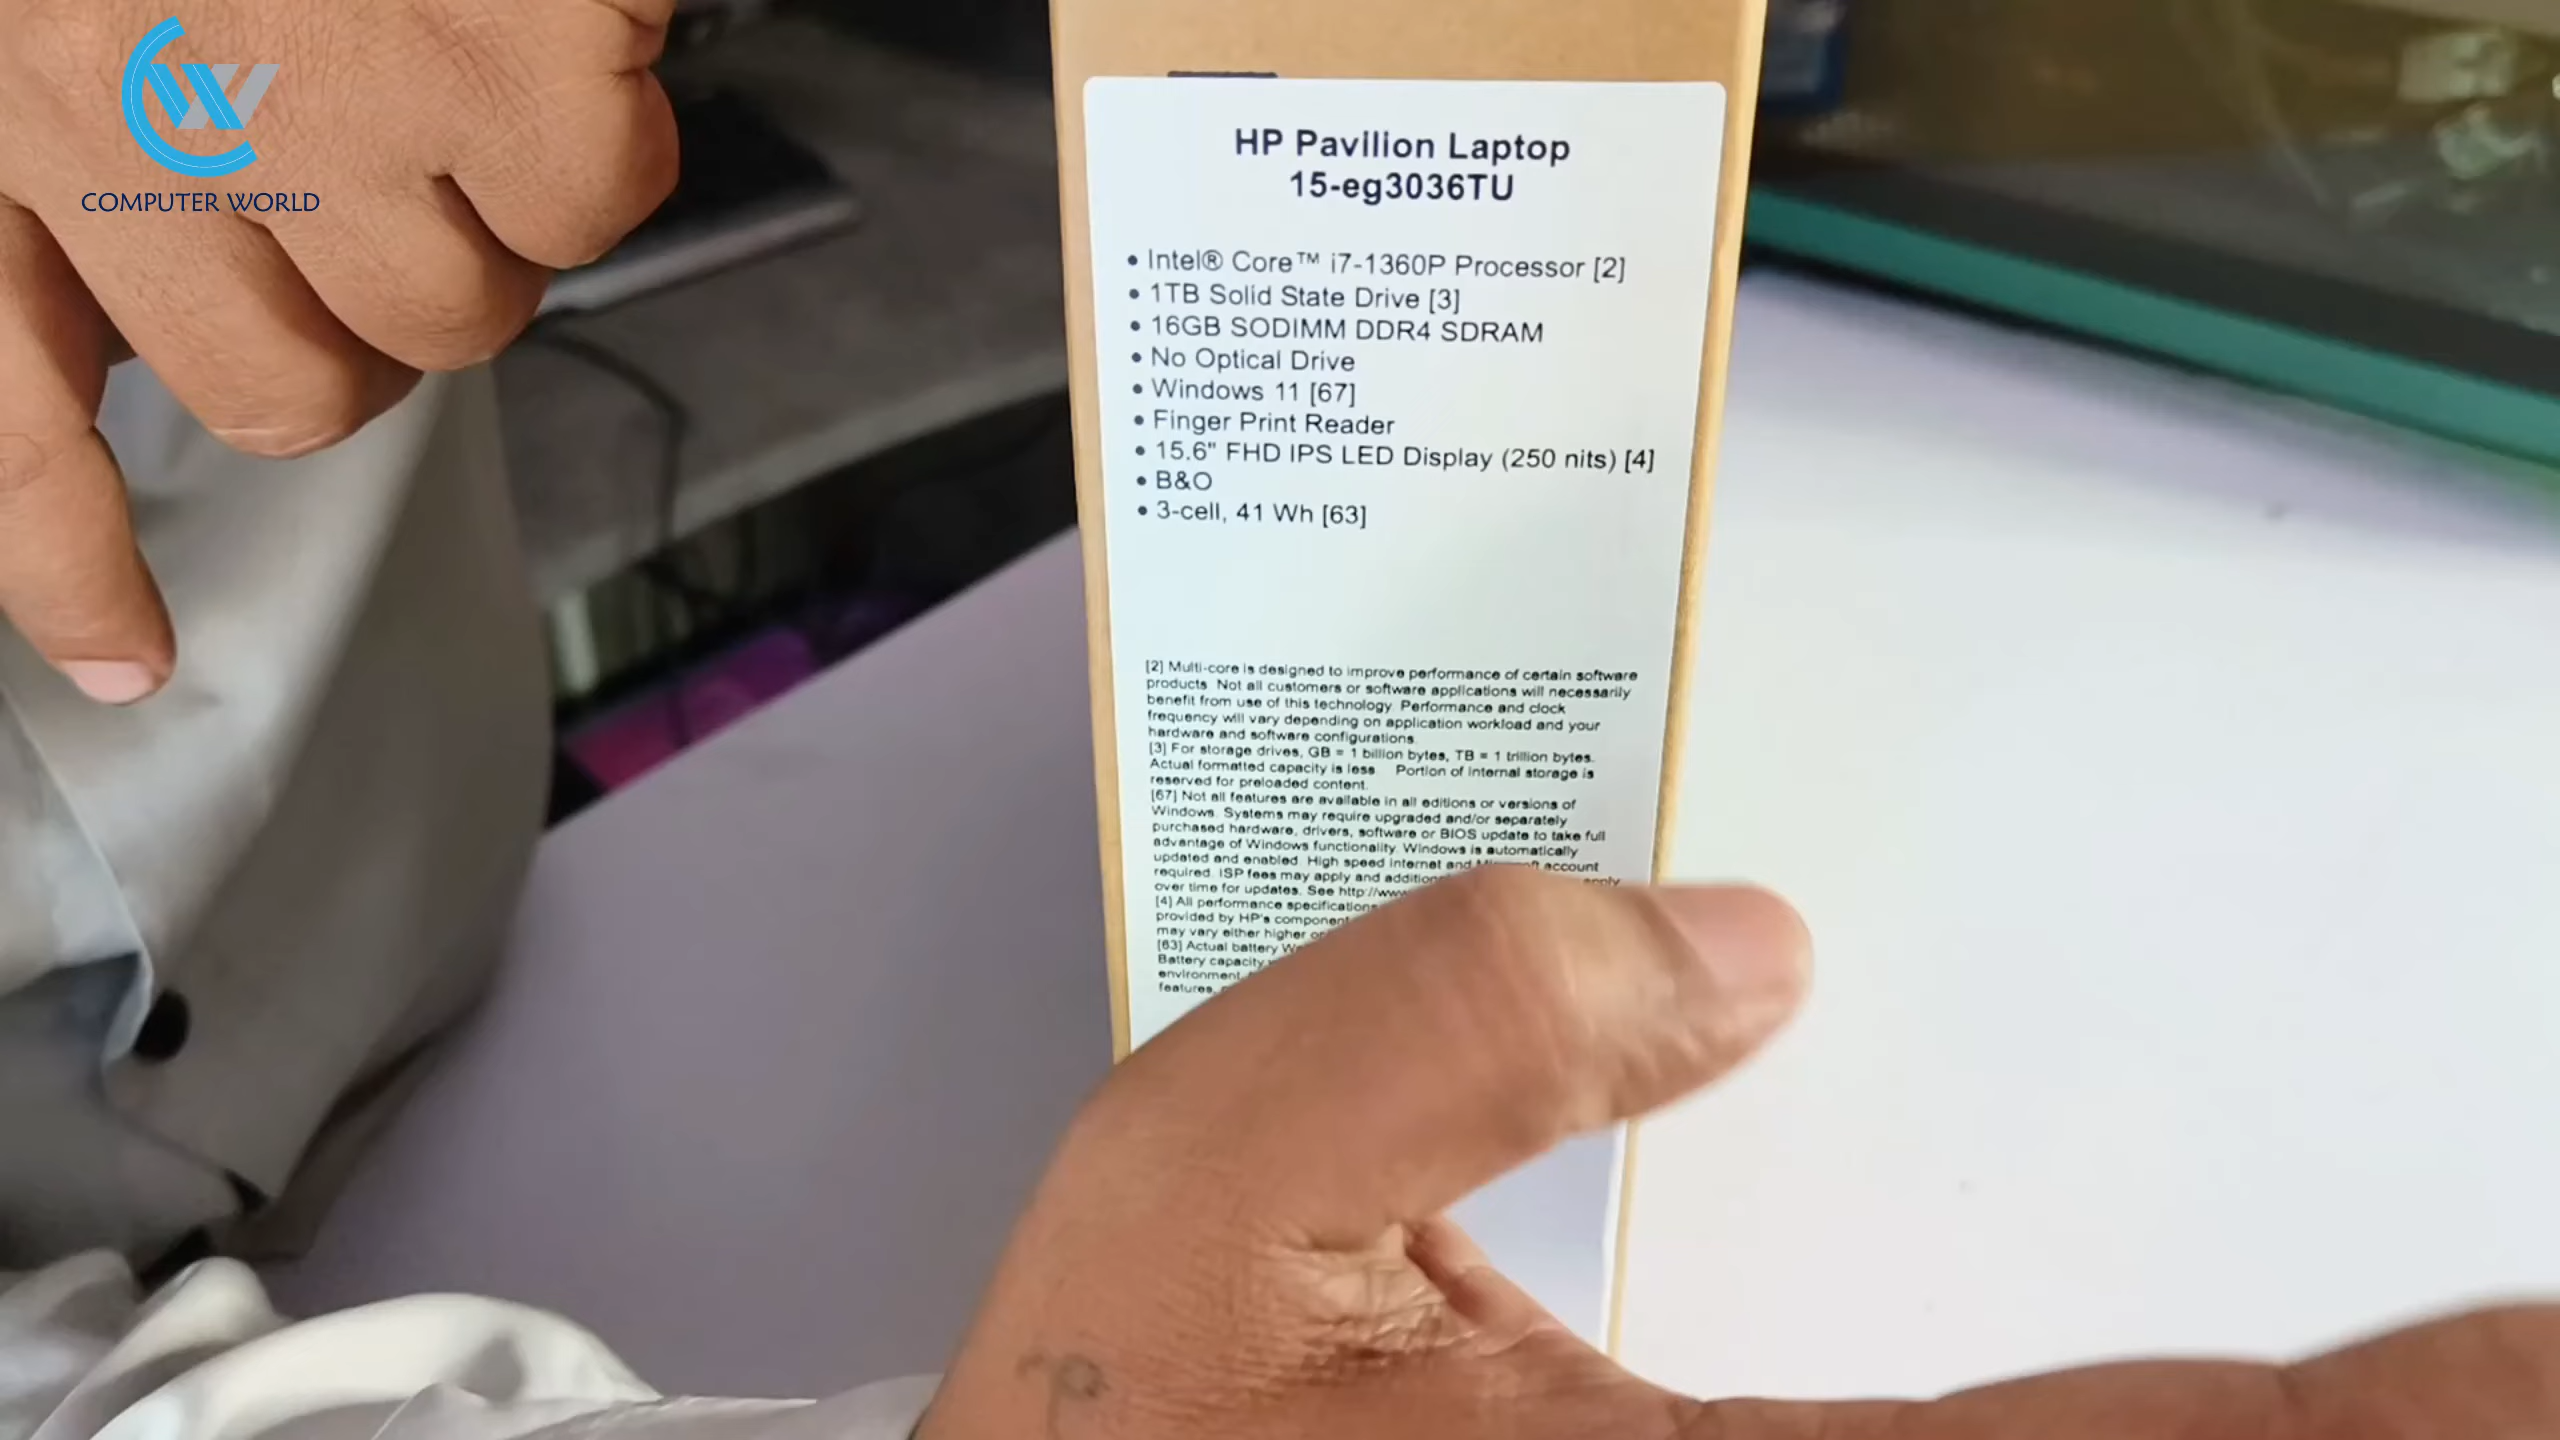 COMPUTER WORLD
HP Pavilion Laptop
15-eg3036TU
• Intel® Core™ i7-1360P Processor [2]
• 1TB Solid State Drive [3]
• 16GB SODIMM DDR4 SDRAM
• No Optical Drive
• Windows 11 [67]
• Finger Print Reader
• 15.6" FHD IPS LED Display (250 nits) [4]
• B&O
• 3-cell, 41 Wh [63]
[2] Multi-core is designed to improve performance of certain software
products. Not all customers or software applications will necessarily
benefit from use of this technology. Performance and clock
frequency will vary depending on application workload and your
hardware and software configurations.
[3] For storage drives, GB = 1 billion bytes, TB = 1 trillion bytes.
Actual formatted capacity is less. Portion of internal storage is
reserved for preloaded content.
[67] Not all features are available in all editions or versions of
Windows. Systems may require upgraded and/or separately
purchased hardware, drivers, software or BIOS update to take full
advantage of Windows functionality. Windows is automatically
updated and enabled. High speed internet and account
required. ISP fees may apply and apply
over time for updates. See http://www
[4] All performance specifications
provided by HP's component
may vary either higher or
[63] Actual battery
Battery capacity
environment,
features,